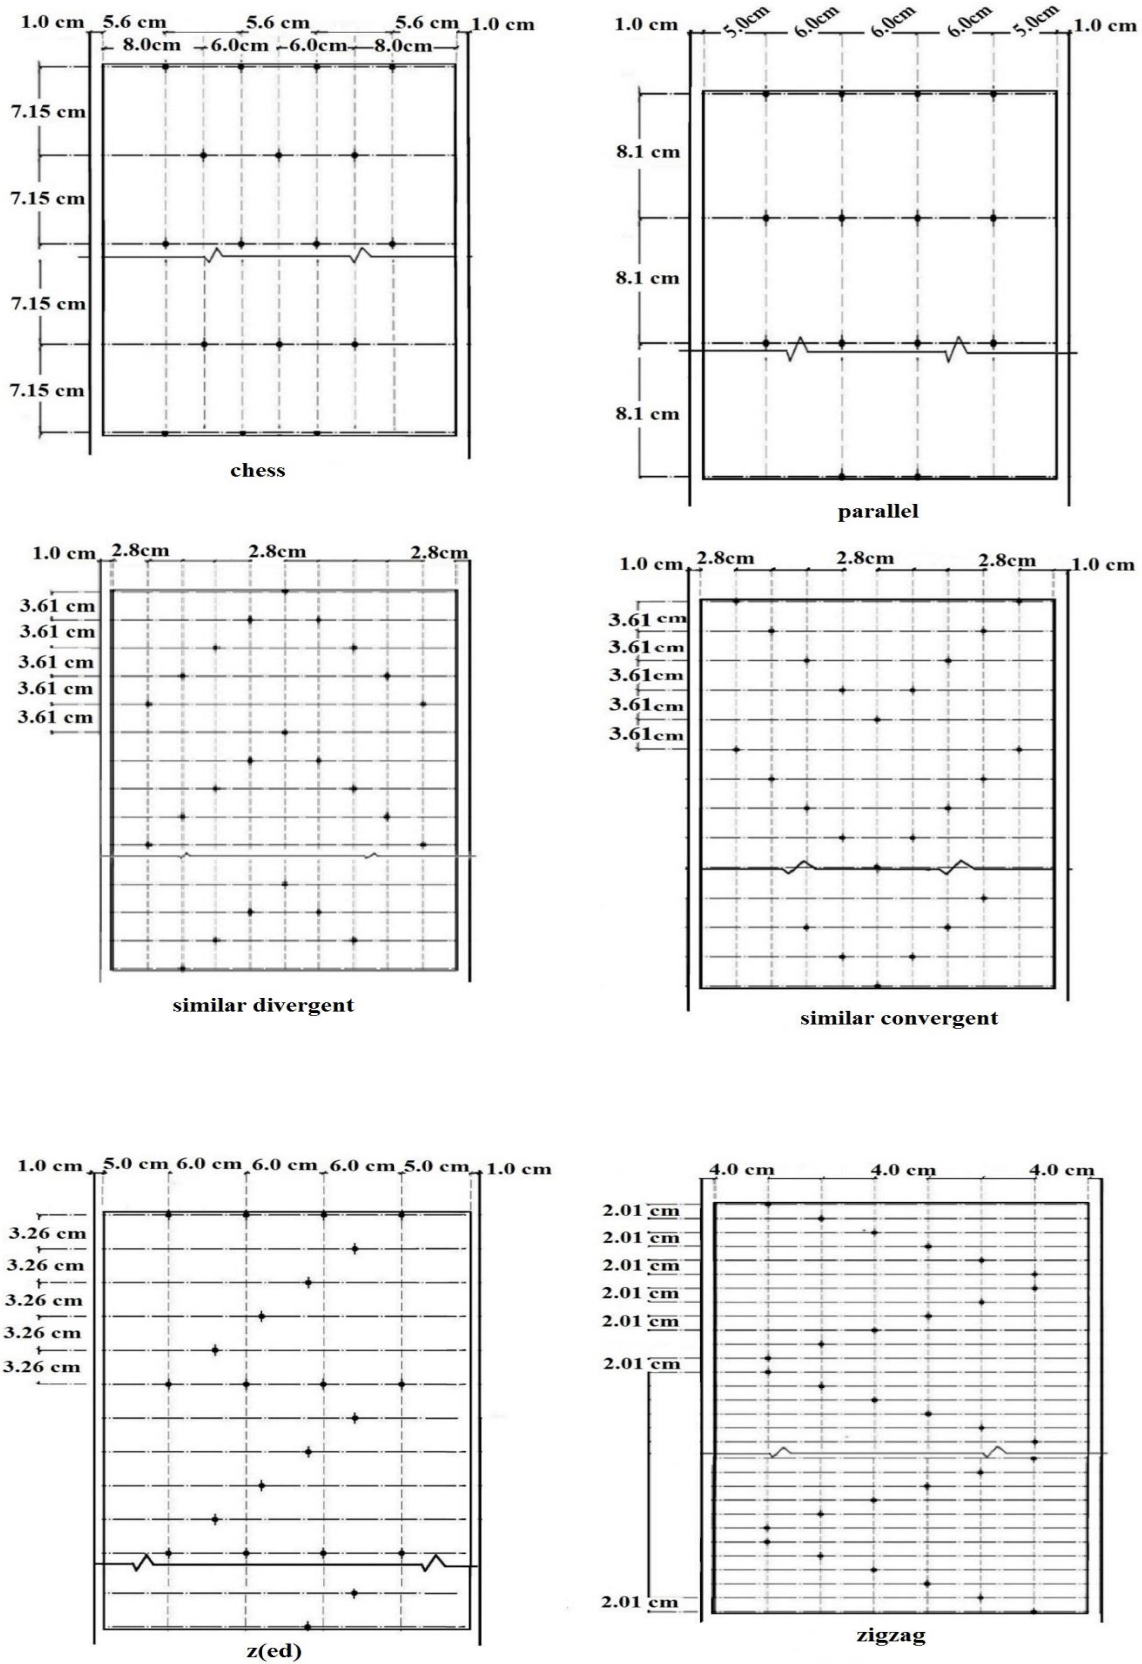 1.0 cm 5.6 cm 5.6 cm 5.6 cm 1.0 cm
8.0cm 6.0cm 6.0cm 8.0cm
7.15 cm
7.15 cm
7.15 cm
7.15 cm
chess
1.0 cm 5.0cm 6.0cm 6.0cm 6.0cm 5.0cm 1.0 cm
8.1 cm
8.1 cm
8.1 cm
parallel
1.0 cm 2.8cm 2.8cm 2.8cm
3.61 cm
3.61 cm
3.61 cm
3.61 cm
3.61 cm
similar divergent
1.0 cm 2.8cm 2.8cm 2.8cm 1.0 cm
3.61 cm
3.61cm
3.61cm
3.61cm
3.61cm
similar convergent
1.0 cm 5.0 cm 6.0 cm 6.0 cm 6.0 cm 5.0 cm 1.0 cm
3.26 cm
3.26 cm
3.26 cm
3.26 cm
3.26 cm
z(ed)
4.0 cm 4.0 cm 4.0 cm
2.01 cm
2.01 cm
2.01 cm
2.01 cm
2.01 cm
2.01 cm
2.01 cm
zigzag